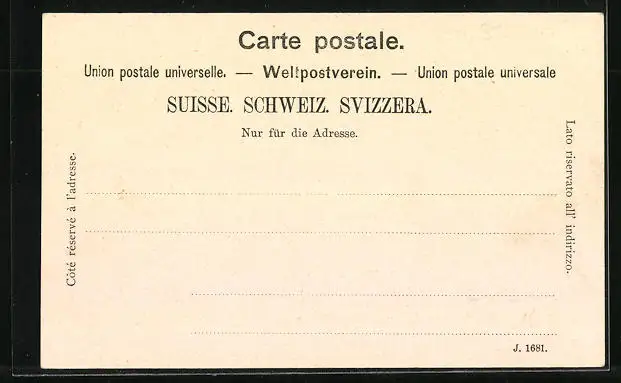 Carte postale.
Union postale universelle. — Weltpostverein. — Union postale universale
SUISSE. SCHWEIZ. SVIZZERA.
Nur für die Adresse.
Côté réservé à l'adresse.
Lato riservato all' indirizzo.
J. 1681.